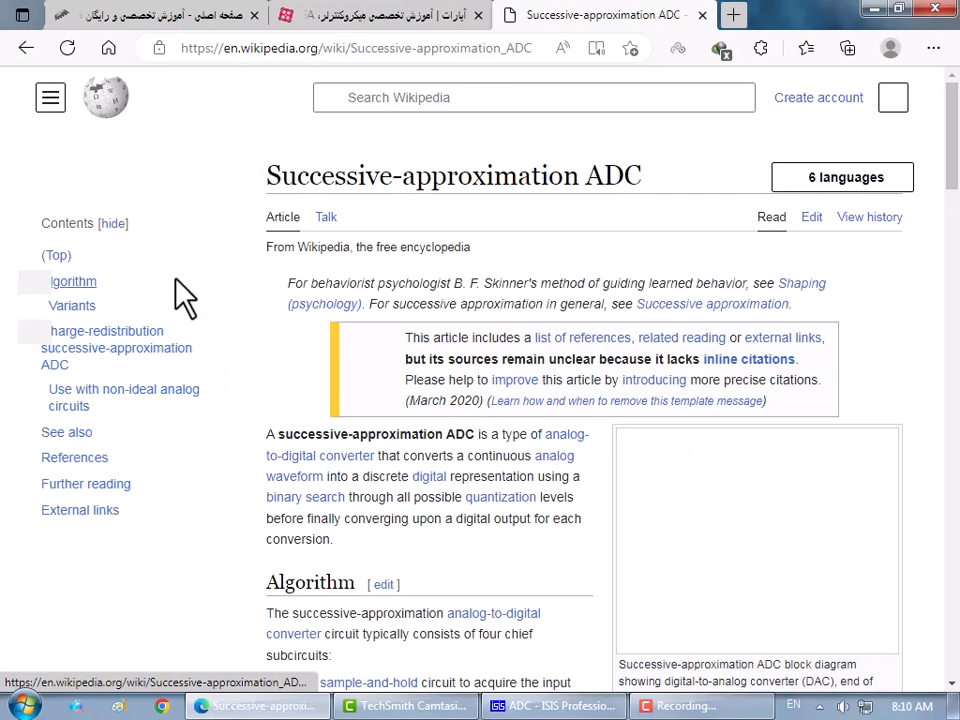 صفحه اصلی - آموزش تخصصی و رایگان
آپارات | آموزش تخصصی میکروکنترلر،
Successive-approximation ADC -
https://en.wikipedia.org/wiki/Successive-approximation_ADC
Search Wikipedia
Create account
Successive-approximation ADC
6 languages
Article Talk
Read Edit View history
From Wikipedia, the free encyclopedia
Contents [hide]
(Top)
lgorithm
Variants
harge-redistribution
successive-approximation
ADC
Use with non-ideal analog
circuits
See also
References
Further reading
External links
For behaviorist psychologist B. F. Skinner's method of guiding learned behavior, see Shaping
(psychology). For successive approximation in general, see Successive approximation.
This article includes a list of references, related reading or external links,
but its sources remain unclear because it lacks inline citations.
Please help to improve this article by introducing more precise citations.
(March 2020) (Learn how and when to remove this template message)
A successive-approximation ADC is a type of analog-
to-digital converter that converts a continuous analog
waveform into a discrete digital representation using a
binary search through all possible quantization levels
before finally converging upon a digital output for each
conversion.
Algorithm [ edit ]
The successive-approximation analog-to-digital
converter circuit typically consists of four chief
subcircuits:
sample-and-hold circuit to acquire the input
Successive-approximation ADC block diagram
showing digital-to-analog converter (DAC), end of
https://en.wikipedia.org/wiki/Successive-approximation_AD...
Successive-approxi...
TechSmith Camtasi...
ADC - ISIS Professio...
Recording...
EN
8:10 AM